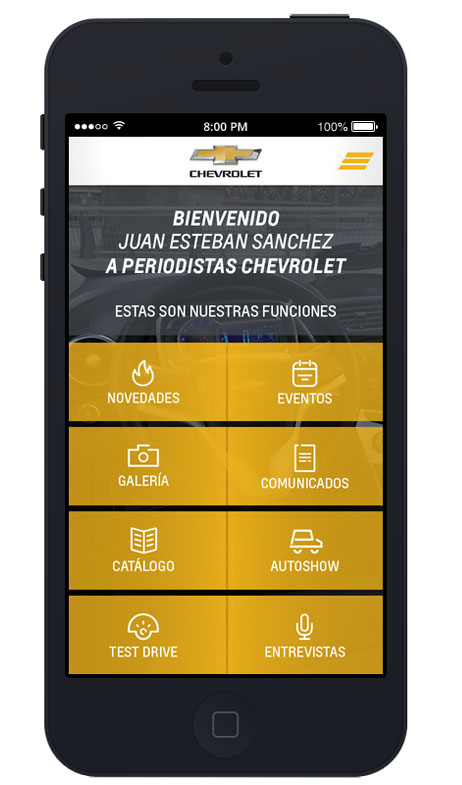 8:00 PM
100%
CHEVROLET
BIENVENIDO
JUAN ESTEBAN SANCHEZ
A PERIODISTAS CHEVROLET
ESTAS SON NUESTRAS FUNCIONES
NOVEDADES
EVENTOS
GALERÍA
COMUNICADOS
CATÁLOGO
AUTOSHOW
TEST DRIVE
ENTREVISTAS